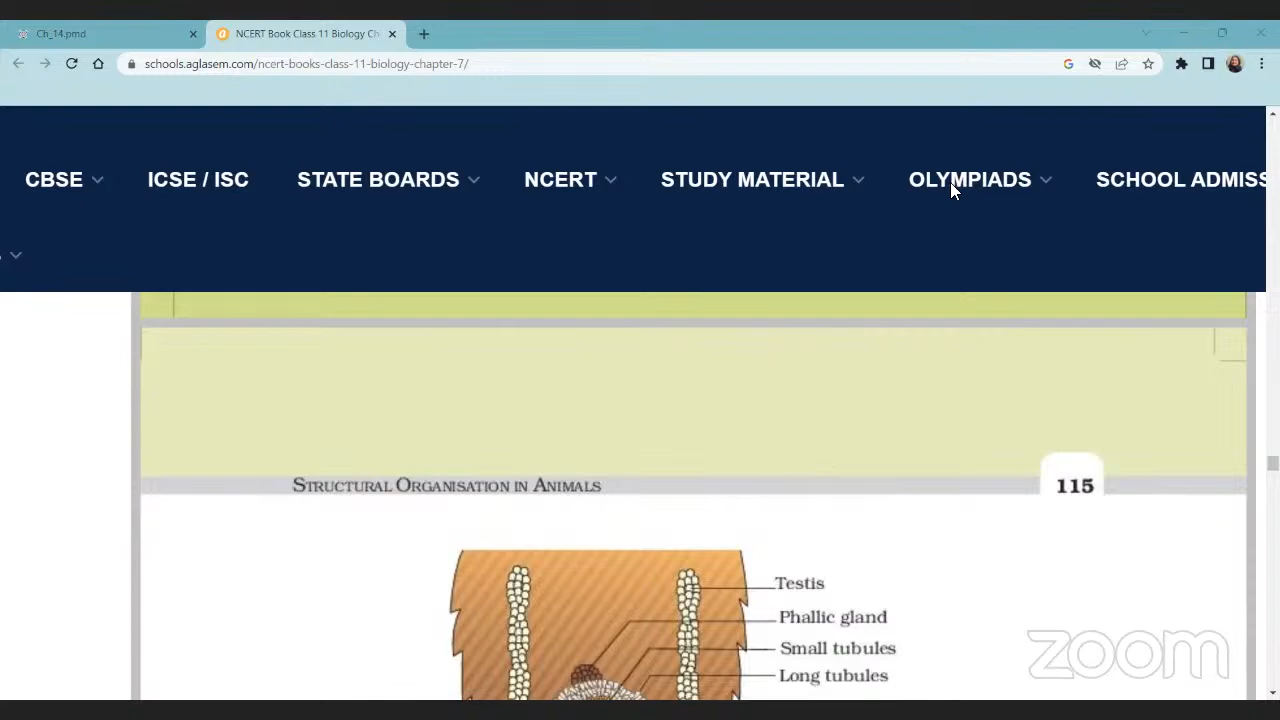 Ch_14.pmd
NCERT Book Class 11 Biology Ch
schools.aglasem.com/ncert-books-class-11-biology-chapter-7/
CBSE ICSE / ISC STATE BOARDS NCERT STUDY MATERIAL OLYMPIADS SCHOOL ADMISS
STRUCTURAL ORGANISATION IN ANIMALS 115
Testis
Phallic gland
Small tubules
Long tubules
zoom